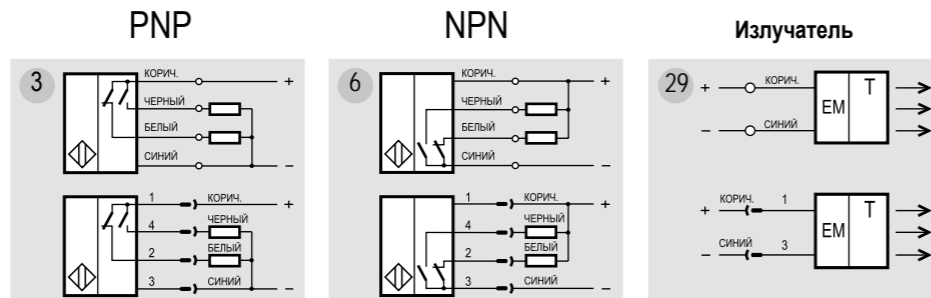 PNP
NPN
Излучатель
3
КОРИЧ.
+
ЧЕРНЫЙ
БЕЛЫЙ
СИНИЙ
−
1
КОРИЧ.
+
4
ЧЕРНЫЙ
2
БЕЛЫЙ
3
СИНИЙ
−
6
КОРИЧ.
+
ЧЕРНЫЙ
БЕЛЫЙ
СИНИЙ
−
1
КОРИЧ.
+
4
ЧЕРНЫЙ
2
БЕЛЫЙ
3
СИНИЙ
−
29
+
КОРИЧ.
EM
T
−
СИНИЙ
+
КОРИЧ.
1
EM
T
−
СИНИЙ
3